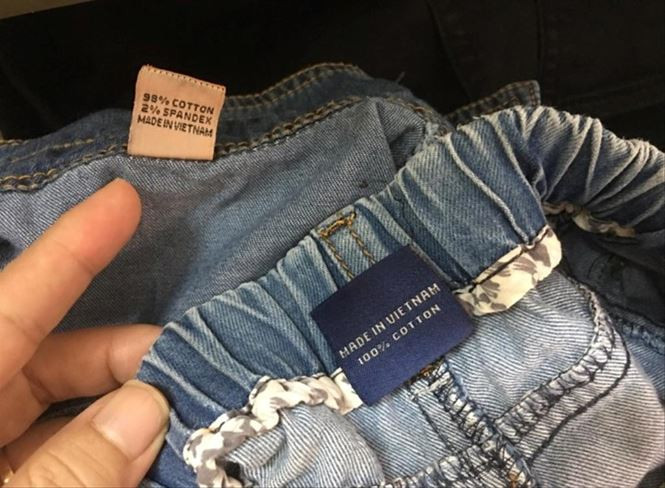 98% COTTON
2% SPANDEX
MADE IN VIETNAM
MADE IN VIETNAM
100% COTTON